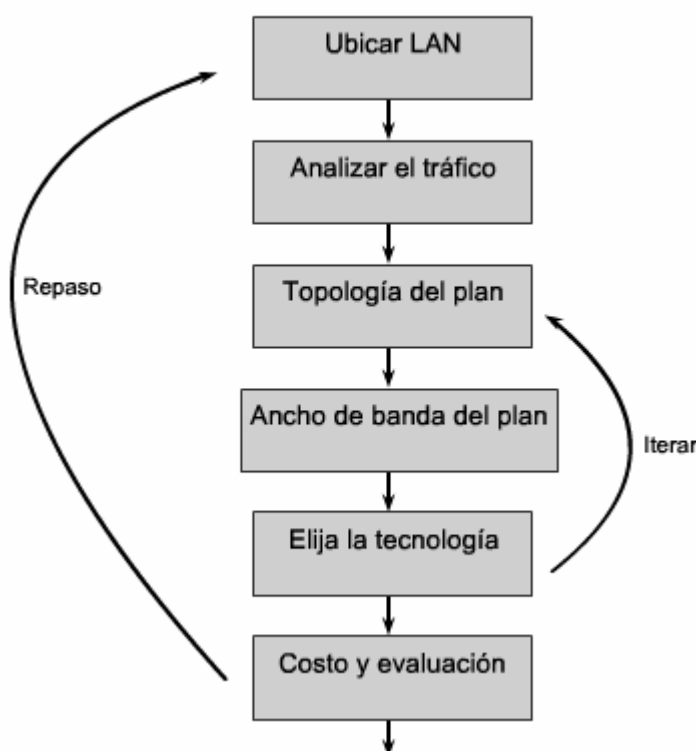 Ubicar LAN
Analizar el tráfico
Topología del plan
Repaso
Ancho de banda del plan
Iterar
Elija la tecnología
Costo y evaluación